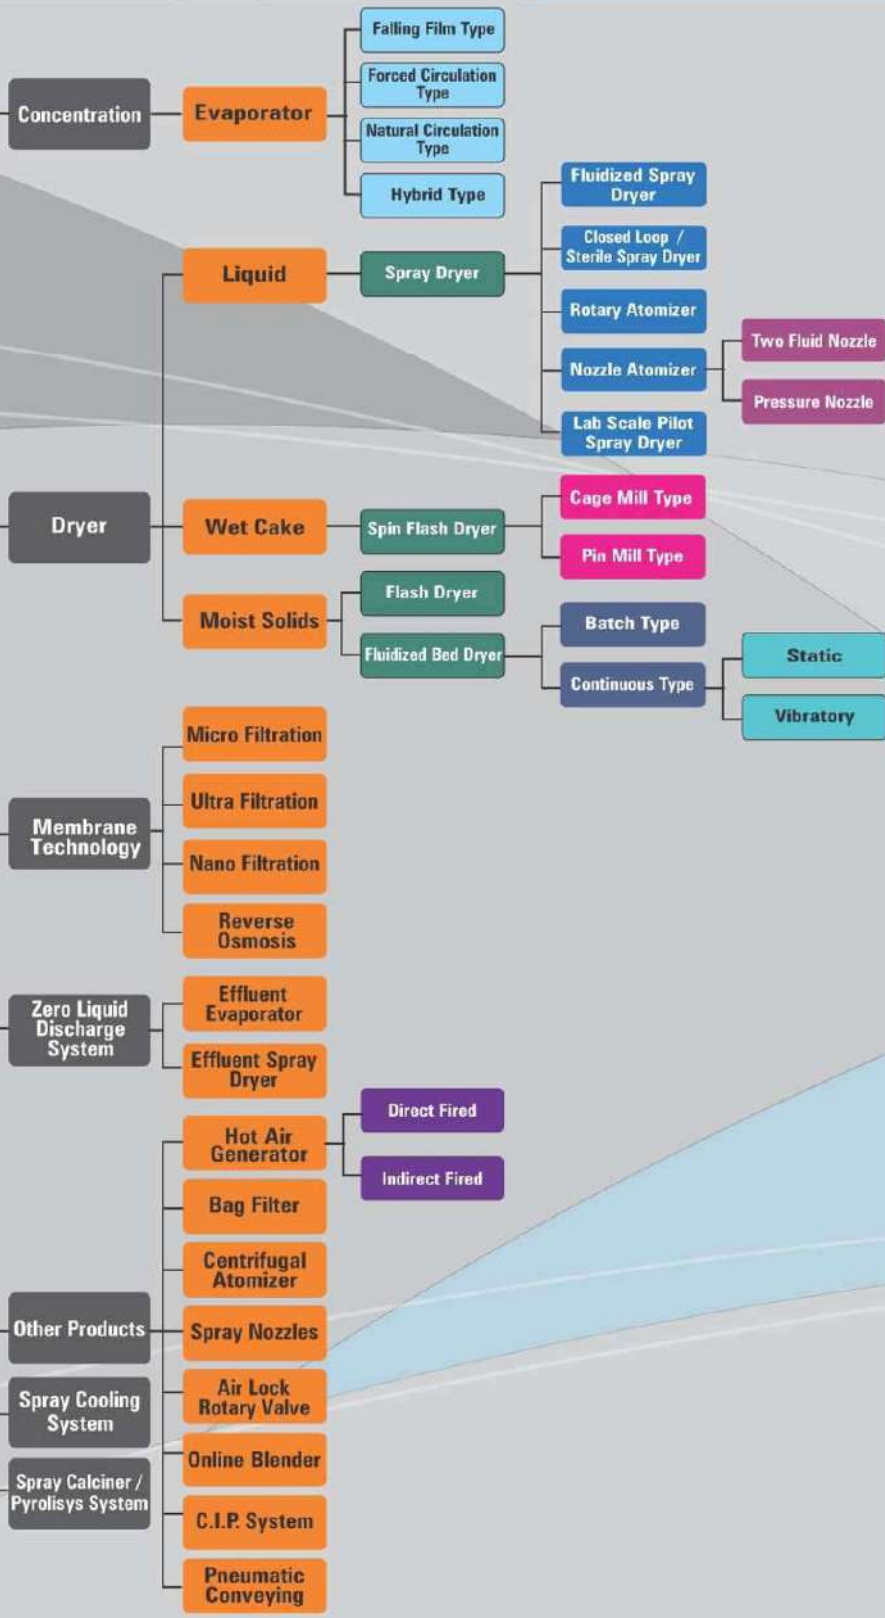 Concentration
Evaporator
Falling Film Type
Forced Circulation
Type
Natural Circulation
Type
Hybrid Type
Dryer
Liquid
Spray Dryer
Fluidized Spray
Dryer
Closed Loop /
Sterile Spray Dryer
Rotary Atomizer
Nozzle Atomizer
Two Fluid Nozzle
Pressure Nozzle
Lab Scale Pilot
Spray Dryer
Wet Cake
Spin Flash Dryer
Cage Mill Type
Pin Mill Type
Moist Solids
Flash Dryer
Fluidized Bed Dryer
Batch Type
Continuous Type
Static
Vibratory
Membrane
Technology
Micro Filtration
Ultra Filtration
Nano Filtration
Reverse
Osmosis
Zero Liquid
Discharge
System
Effluent
Evaporator
Effluent Spray
Dryer
Other Products
Hot Air
Generator
Direct Fired
Indirect Fired
Bag Filter
Centrifugal
Atomizer
Spray Nozzles
Air Lock
Rotary Valve
Online Blender
C.I.P. System
Pneumatic
Conveying
Spray Cooling
System
Spray Calciner /
Pyrolisys System